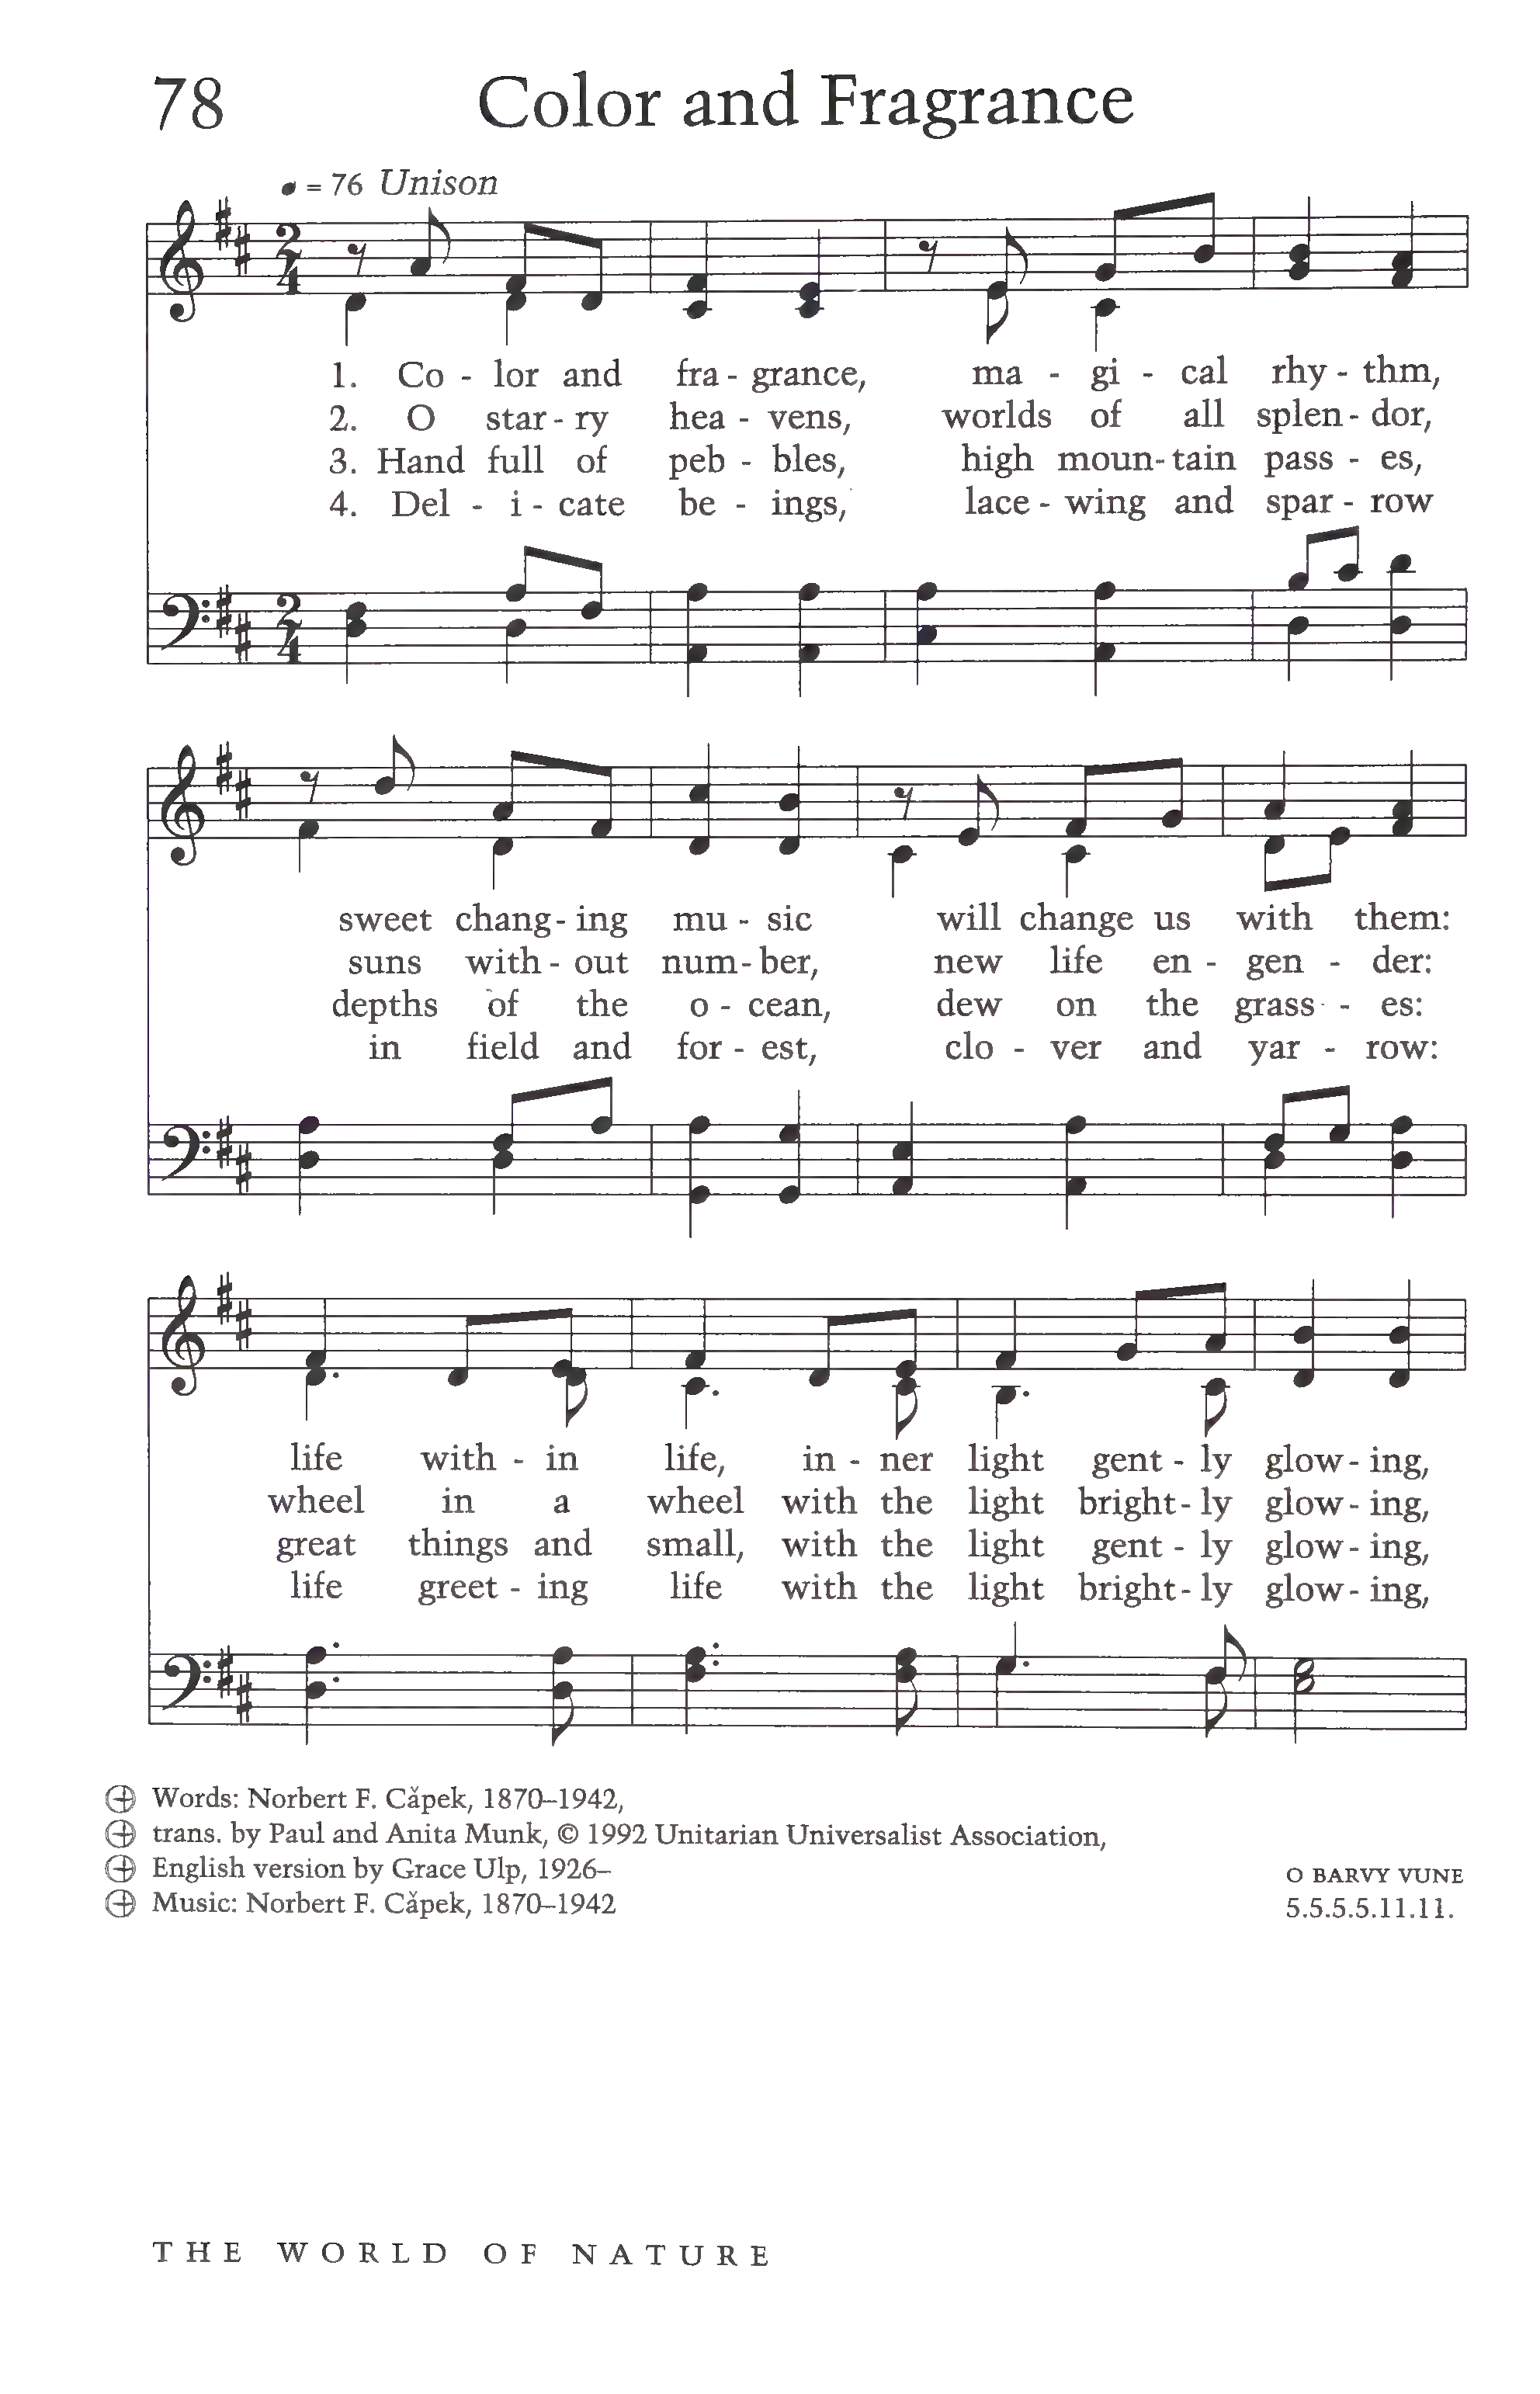 78 Color and Fragrance
= 76 Unison
1. Co - lor and fra - grance, ma - gi - cal rhy - thm,
2. O star - ry hea - vens, worlds of all splen - dor,
3. Hand full of peb - bles, high moun - tain pass - es,
4. Del - i - cate be - ings, lace - wing and spar - row
sweet chang - ing mu - sic will change us with them:
suns with - out num - ber, new life en - gen - der:
depths of the o - cean, dew on the grass - es:
in field and for - est, clo - ver and yar - row:
life with - in life, in - ner light gent - ly glow - ing,
wheel in a wheel with the light bright - ly glow - ing,
great things and small, with the light gent - ly glow - ing,
life greet - ing life with the light bright - ly glow - ing,
Words: Norbert F. Cǎpek, 1870–1942,
trans. by Paul and Anita Munk, © 1992 Unitarian Universalist Association,
English version by Grace Ulp, 1926–
Music: Norbert F. Cǎpek, 1870–1942
O BARVY VUNE
5.5.5.5.11.11.
THE WORLD OF NATURE